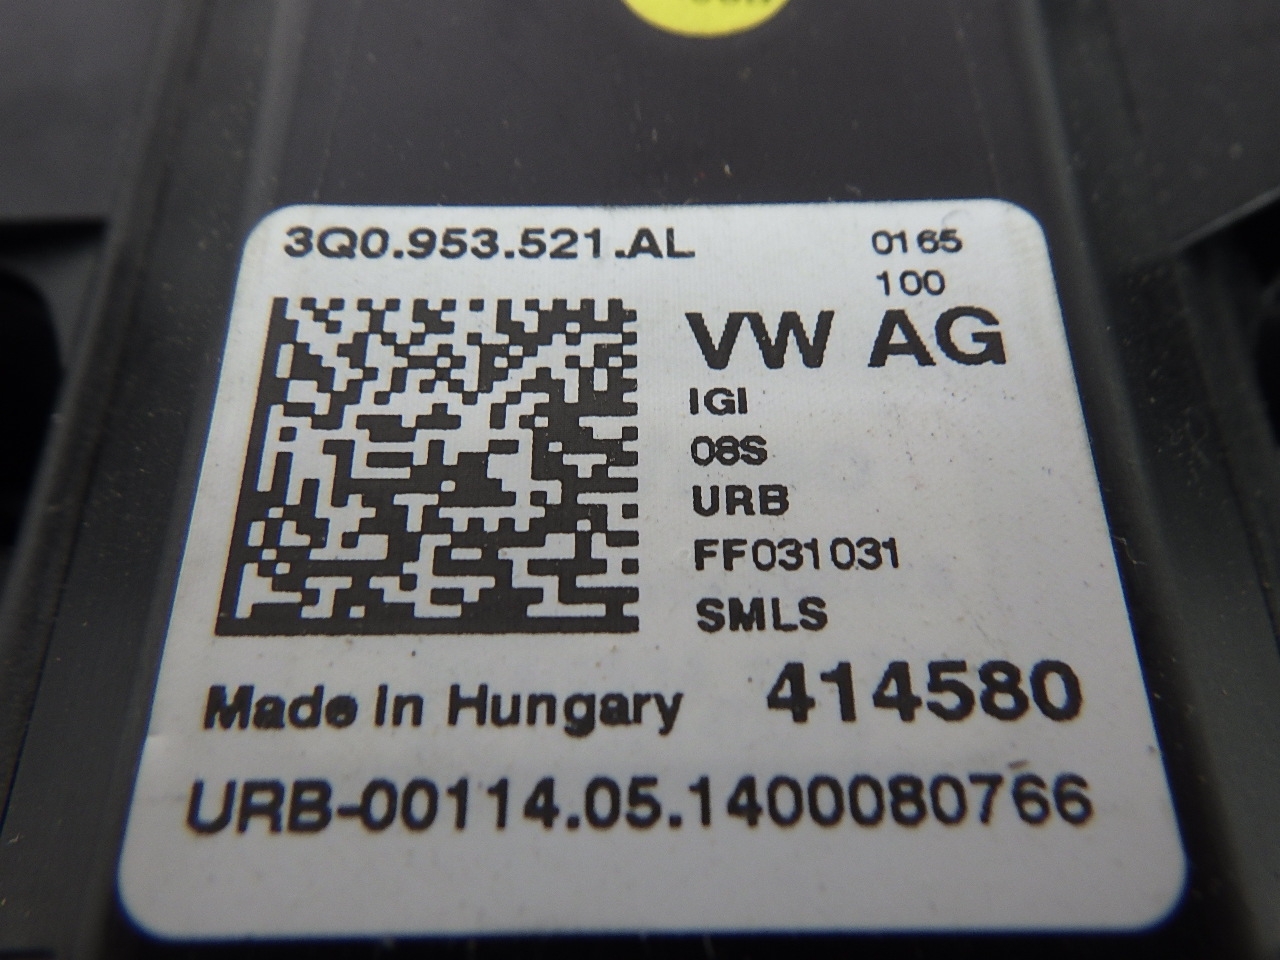 3Q0.953.521.AL 0165
100
VW AG
IGI
08S
URB
FF031031
SMLS
Made in Hungary 414580
URB-00114.05.1400080766